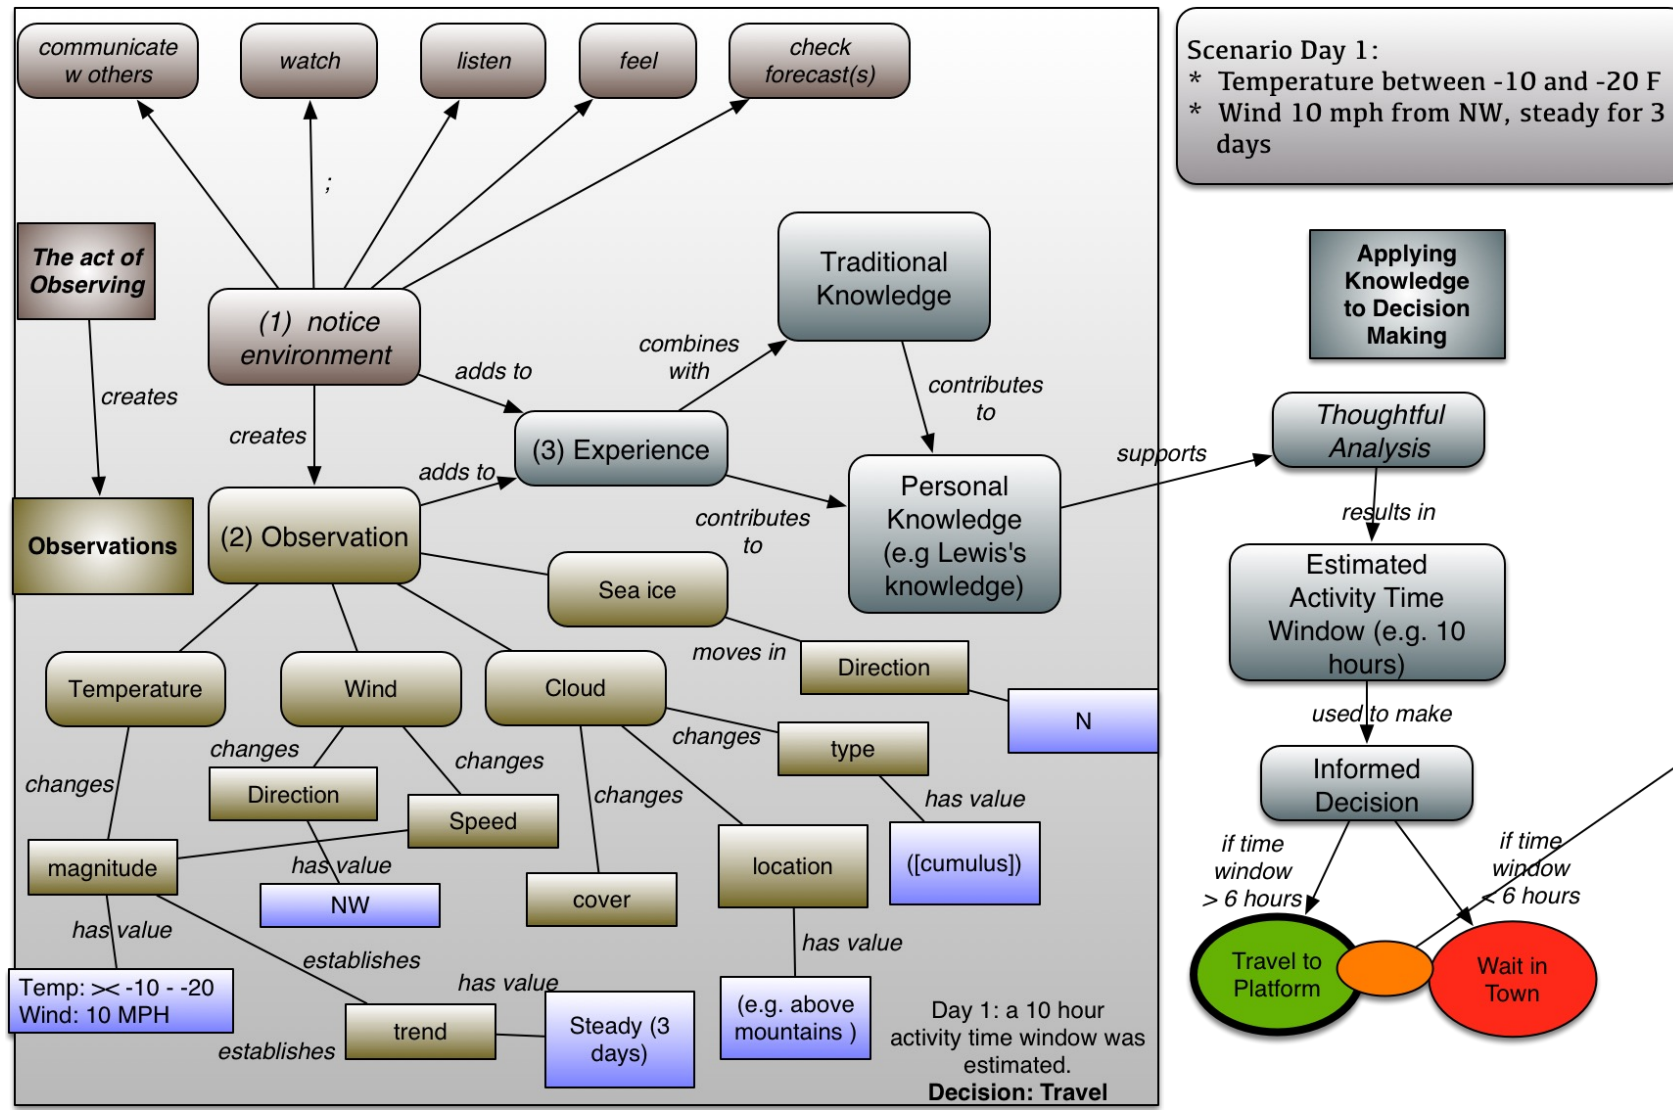 communicate
w others
watch
listen
feel
check
forecast(s)
Scenario Day 1:
* Temperature between -10 and -20 F
* Wind 10 mph from NW, steady for 3
days
;
The act of
Observing
creates
Observations
(1) notice
environment
adds to
creates
combines
with
Traditional
Knowledge
contributes
to
(3) Experience
adds to
contributes
to
Personal
Knowledge
(e.g Lewis's
knowledge)
supports
Applying
Knowledge
to Decision
Making
Thoughtful
Analysis
results in
Estimated
Activity Time
Window (e.g. 10
hours)
used to make
Informed
Decision
if time
window
> 6 hours
if time
window
< 6 hours
Travel to
Platform
Wait in
Town
(2) Observation
Sea ice
moves in
Direction
N
Temperature
Wind
Cloud
changes
changes
changes
changes
changes
type
has value
([cumulus])
Direction
Speed
magnitude
has value
NW
cover
location
has value
(e.g. above
mountains )
has value
Temp: >< -10 - -20
Wind: 10 MPH
establishes
establishes
trend
has value
Steady (3
days)
Day 1: a 10 hour
activity time window was
estimated.
Decision: Travel